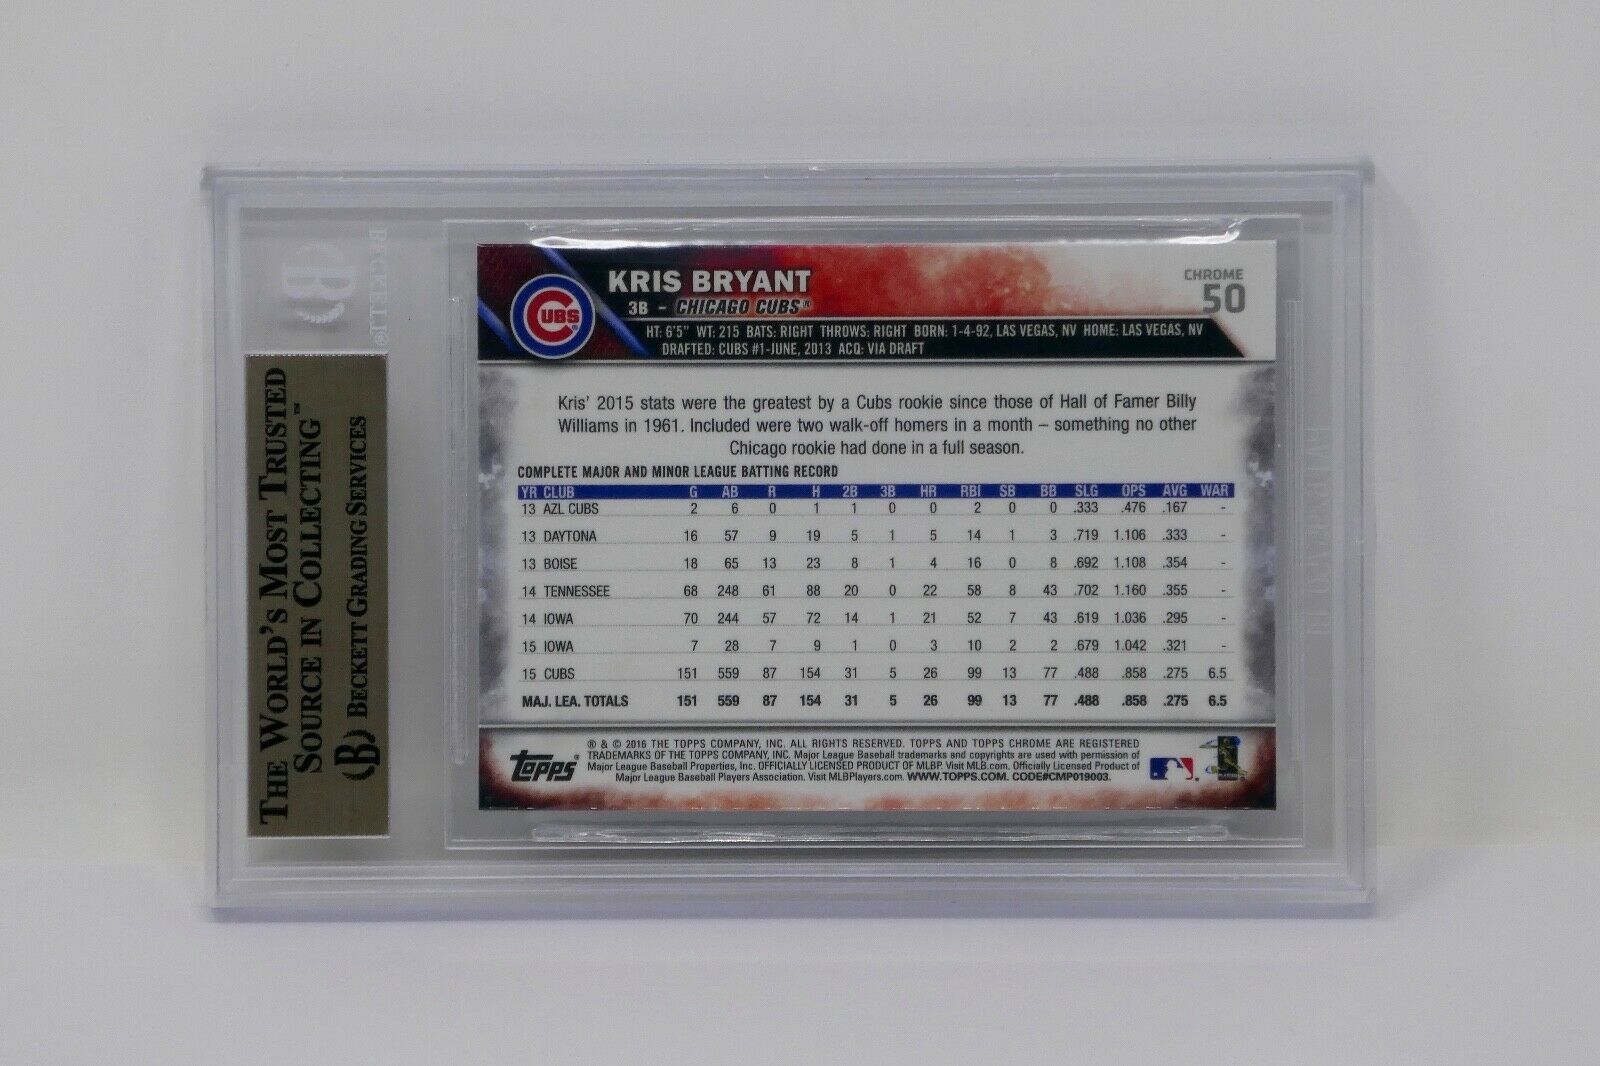 THE WORLD'S MOST TRUSTED
SOURCE IN COLLECTING™
B BECKETT GRADING SERVICES
CUBS®
KRIS BRYANT
3B – CHICAGO CUBS®
CHROME
50
HT: 6'5" WT: 215 BATS: RIGHT THROWS: RIGHT BORN: 1-4-92, LAS VEGAS, NV HOME: LAS VEGAS, NV
DRAFTED: CUBS #1-JUNE, 2013 ACQ: VIA DRAFT
Kris' 2015 stats were the greatest by a Cubs rookie since those of Hall of Famer Billy
Williams in 1961. Included were two walk-off homers in a month – something no other
Chicago rookie had done in a full season.
COMPLETE MAJOR AND MINOR LEAGUE BATTING RECORD
YR CLUB G AB R H 2B 3B HR RBI SB BB SLG OPS AVG WAR
13 AZL CUBS 2 6 0 1 1 0 0 2 0 0 .333 .476 .167 -
13 DAYTONA 16 57 9 19 5 1 5 14 1 3 .719 1.106 .333 -
13 BOISE 18 65 13 23 8 1 4 16 0 8 .692 1.108 .354 -
14 TENNESSEE 68 248 61 88 20 0 22 58 8 43 .702 1.160 .355 -
14 IOWA 70 244 57 72 14 1 21 52 7 43 .619 1.036 .295 -
15 IOWA 7 28 7 9 1 0 3 10 2 2 .679 1.042 .321 -
15 CUBS 151 559 87 154 31 5 26 99 13 77 .488 .858 .275 6.5
MAJ. LEA. TOTALS 151 559 87 154 31 5 26 99 13 77 .488 .858 .275 6.5
Topps
® & © 2016 THE TOPPS COMPANY, INC. ALL RIGHTS RESERVED. TOPPS AND TOPPS CHROME ARE REGISTERED
TRADEMARKS OF THE TOPPS COMPANY, INC. Major League Baseball trademarks and copyrights are used with permission of
Major League Baseball Properties, Inc. OFFICIALLY LICENSED PRODUCT OF MLBP. Visit MLB.com. Officially Licensed Product of
Major League Baseball Players Association. Visit MLBPlayers.com. WWW.TOPPS.COM. CODE#CMP019003.